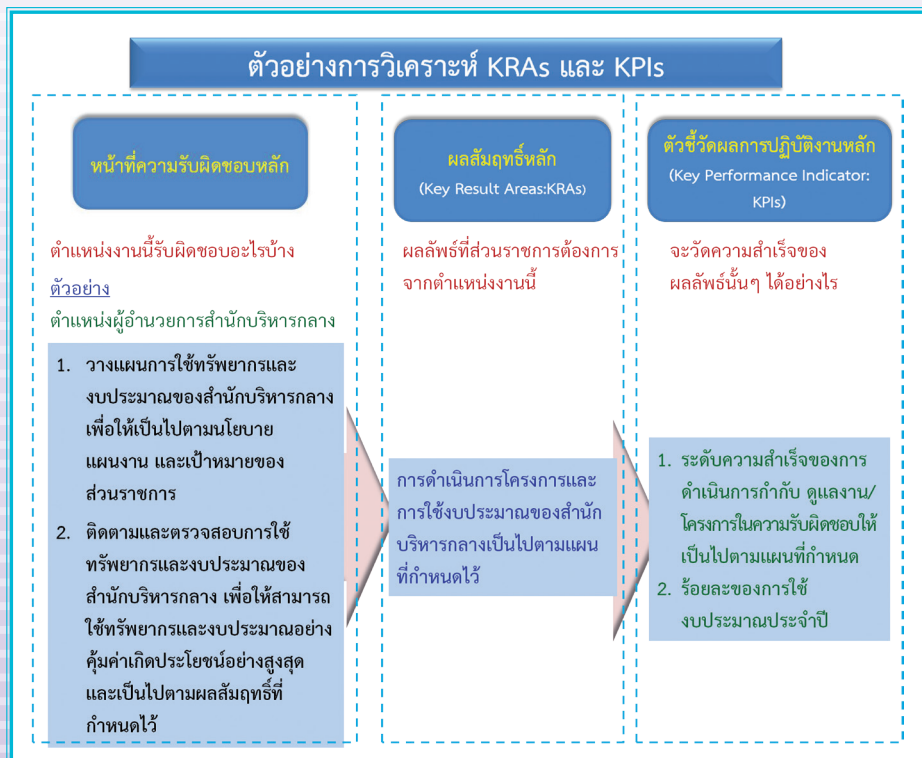 ตัวอย่างการวิเคราะห์ KRAs และ KPIs
หน้าที่ความรับผิดชอบหลัก
ตำแหน่งงานนี้รับผิดชอบอะไรบ้าง
ตัวอย่าง
ตำแหน่งผู้อำนวยการสำนักบริหารกลาง
1. วางแผนการใช้ทรัพยากรและ
งบประมาณของสำนักบริหารกลาง
เพื่อให้เป็นไปตามนโยบาย
แผนงาน และเป้าหมายของ
ส่วนราชการ
2. ติดตามและตรวจสอบการใช้
ทรัพยากรและงบประมาณของ
สำนักบริหารกลาง เพื่อให้สามารถ
ใช้ทรัพยากรและงบประมาณอย่าง
คุ้มค่าเกิดประโยชน์อย่างสูงสุด
และเป็นไปตามผลสัมฤทธิ์ที่
กำหนดไว้
ผลสัมฤทธิ์หลัก
(Key Result Areas:KRAs)
ผลลัพธ์ที่ส่วนราชการต้องการ
จากตำแหน่งงานนี้
การดำเนินการโครงการและ
การใช้งบประมาณของสำนัก
บริหารกลางเป็นไปตามแผน
ที่กำหนดไว้
ตัวชี้วัดผลการปฏิบัติงานหลัก
(Key Performance Indicator:
KPIs)
จะวัดความสำเร็จของ
ผลลัพธ์นั้นๆ ได้อย่างไร
1. ระดับความสำเร็จของการ
ดำเนินการกำกับ ดูแลงาน/
โครงการในความรับผิดชอบให้
เป็นไปตามแผนที่กำหนด
2. ร้อยละของการใช้
งบประมาณประจำปี